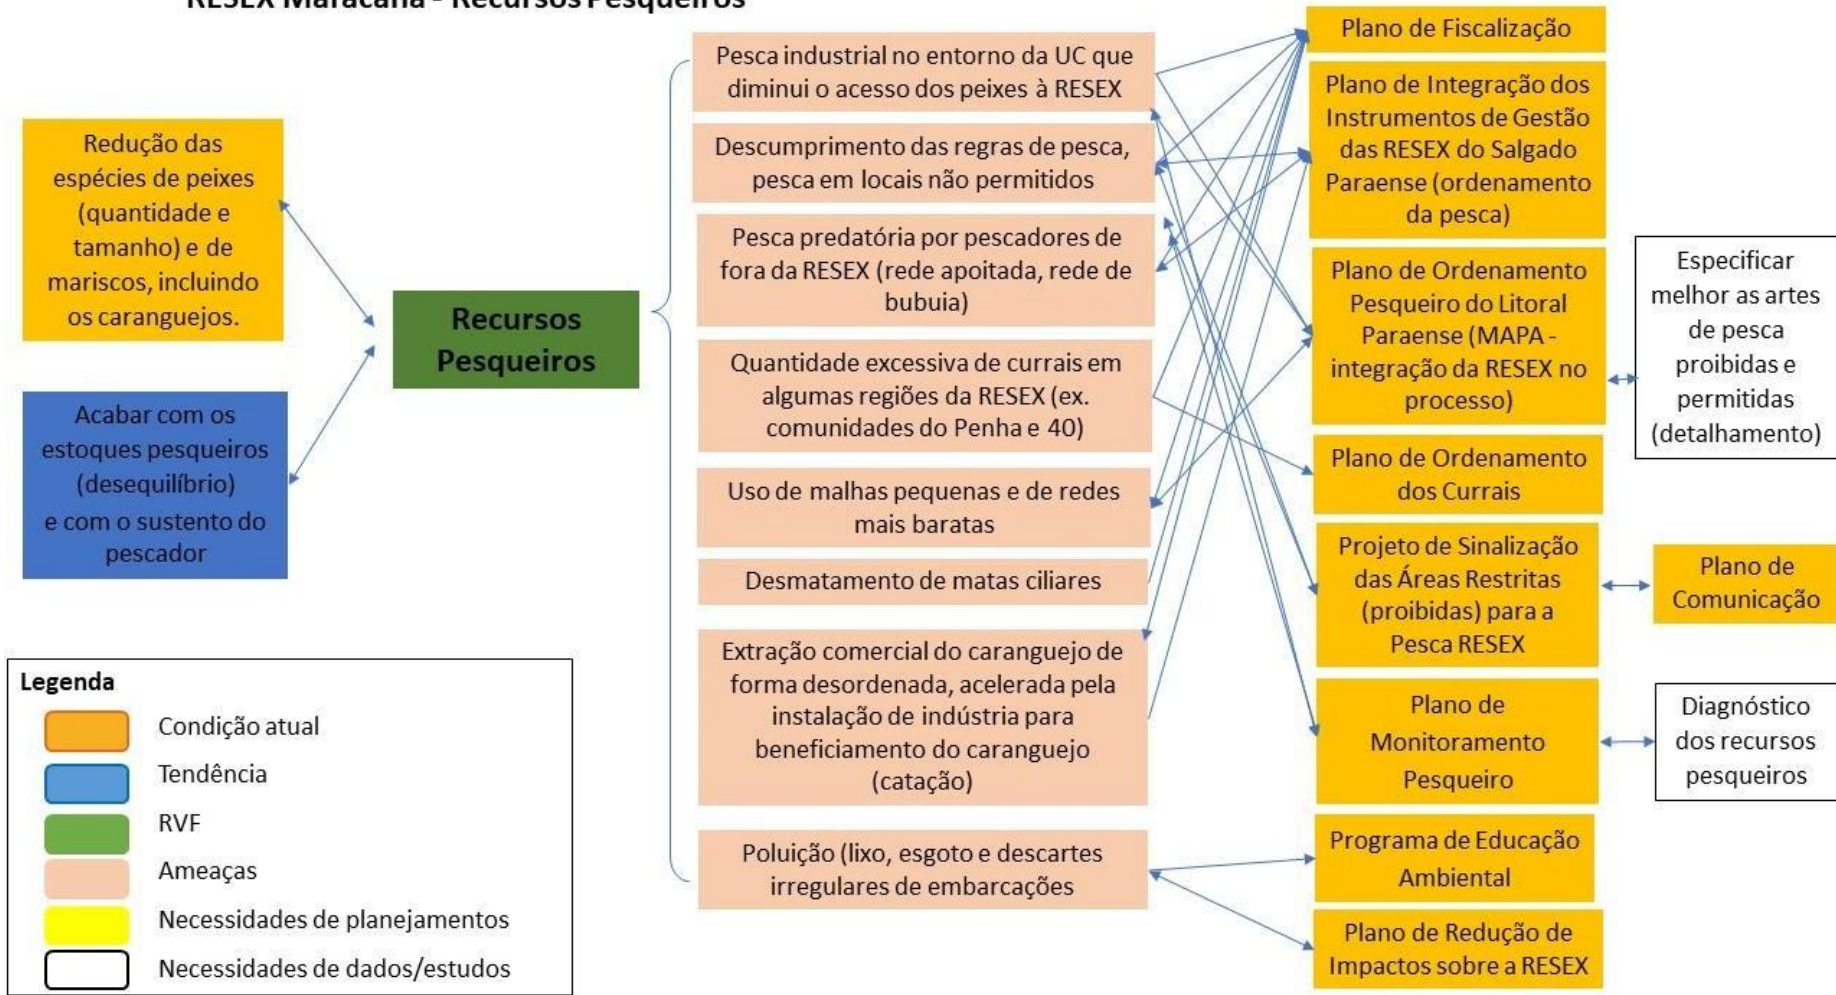 RESEX Maracanã - Recursos Pesqueiros
Redução das
espécies de peixes
(quantidade e
tamanho) e de
mariscos, incluindo
os caranguejos.
Acabar com os
estoques pesqueiros
(desequilíbrio)
e com o sustento do
pescador
Recursos
Pesqueiros
Pesca industrial no entorno da UC que
diminui o acesso dos peixes à RESEX
Descumprimento das regras de pesca,
pesca em locais não permitidos
Pesca predatória por pescadores de
fora da RESEX (rede apoitada, rede de
bubuia)
Quantidade excessiva de currais em
algumas regiões da RESEX (ex.
comunidades do Penha e 40)
Uso de malhas pequenas e de redes
mais baratas
Desmatamento de matas ciliares
Extração comercial do caranguejo de
forma desordenada, acelerada pela
instalação de indústria para
beneficiamento do caranguejo
(catação)
Poluição (lixo, esgoto e descartes
irregulares de embarcações
Plano de Fiscalização
Plano de Integração dos
Instrumentos de Gestão
das RESEX do Salgado
Paraense (ordenamento
da pesca)
Plano de Ordenamento
Pesqueiro do Litoral
Paraense (MAPA -
integração da RESEX no
processo)
Plano de Ordenamento
dos Currais
Projeto de Sinalização
das Áreas Restritas
(proibidas) para a
Pesca RESEX
Plano de
Monitoramento
Pesqueiro
Programa de Educação
Ambiental
Plano de Redução de
Impactos sobre a RESEX
Especificar
melhor as artes
de pesca
proibidas e
permitidas
(detalhamento)
Plano de
Comunicação
Diagnóstico
dos recursos
pesqueiros
Legenda
Condição atual
Tendência
RVF
Ameaças
Necessidades de planejamentos
Necessidades de dados/estudos